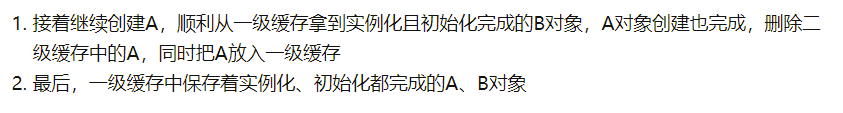 1. 接着继续创建A，顺利从一级缓存拿到实例化且初始化完成的B对象，A对象创建也完成，删除二
级缓存中的A，同时把A放入一级缓存
2. 最后，一级缓存中保存着实例化、初始化都完成的A、B对象